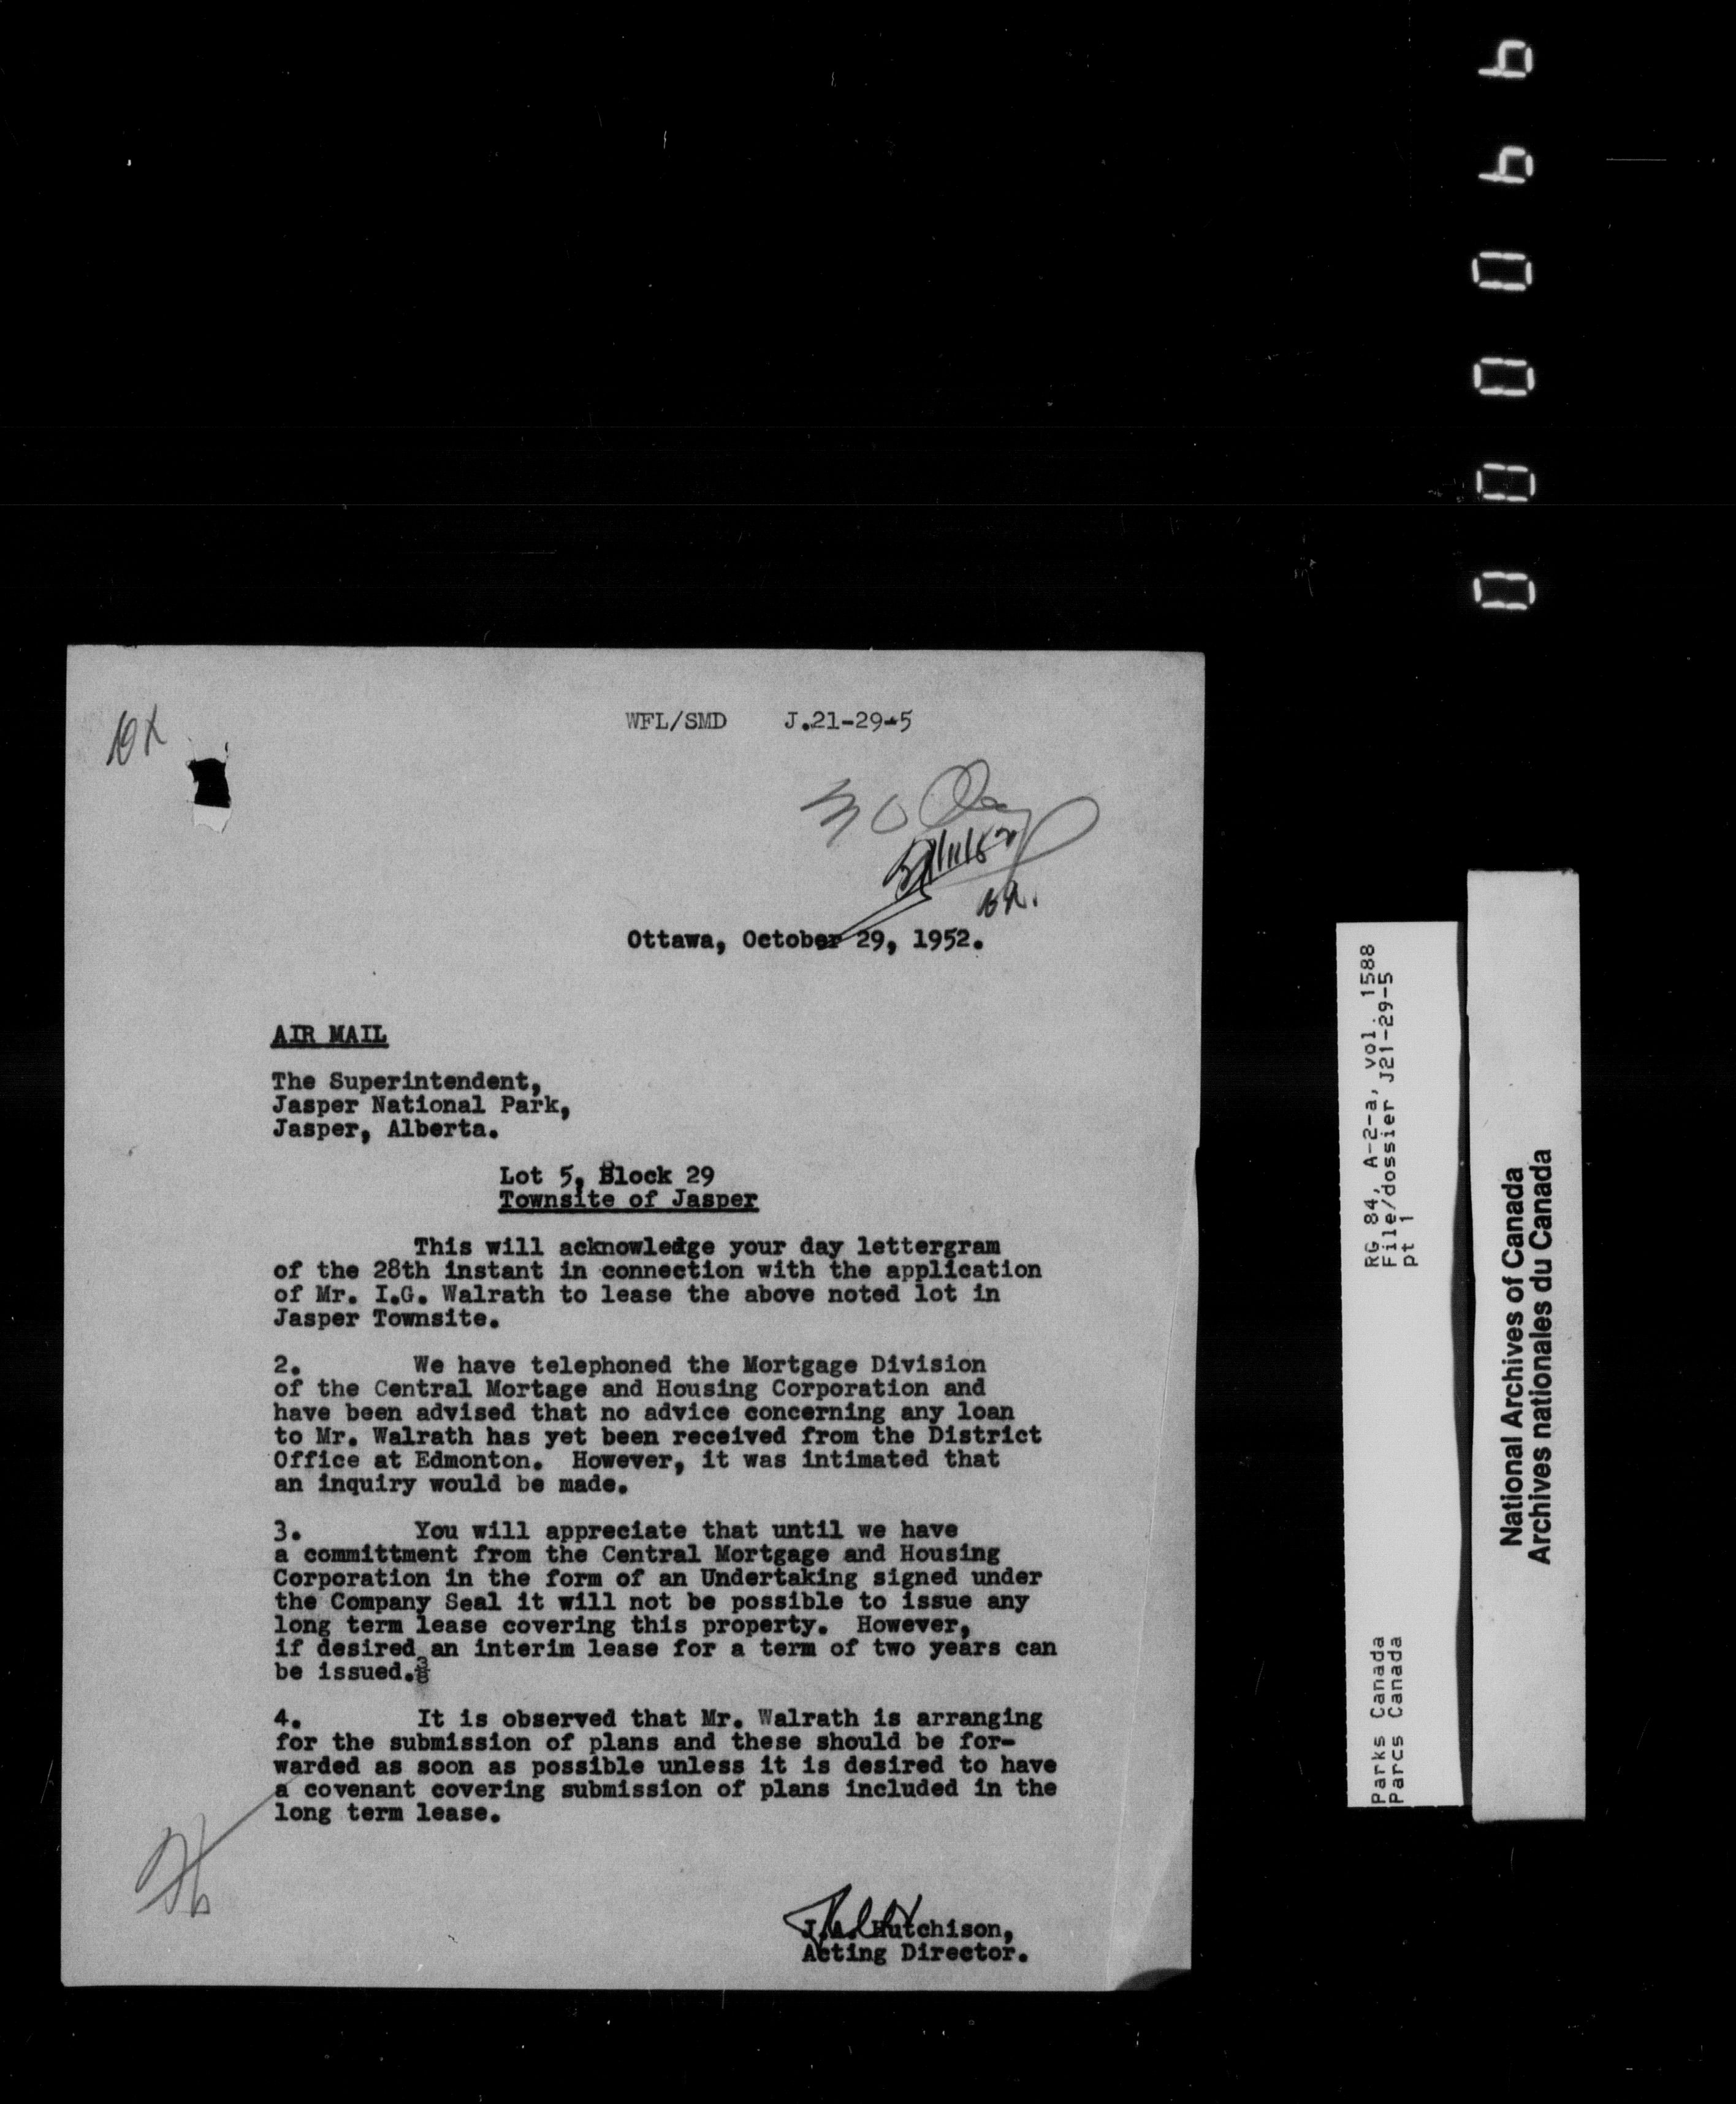 WFL/SMD J.21-29-5
30 Day
Ottawa, October 29, 1952.
AIR MAIL
The Superintendent,
Jasper National Park,
Jasper, Alberta.
Lot 5, Block 29
Townsite of Jasper
This will acknowledge your day lettergram
of the 28th instant in connection with the application
of Mr. I.G. Walrath to lease the above noted lot in
Jasper Townsite.
2. We have telephoned the Mortgage Division
of the Central Mortage and Housing Corporation and
have been advised that no advice concerning any loan
to Mr. Walrath has yet been received from the District
Office at Edmonton. However, it was intimated that
an inquiry would be made.
3. You will appreciate that until we have
a committment from the Central Mortgage and Housing
Corporation in the form of an Undertaking signed under
the Company Seal it will not be possible to issue any
long term lease covering this property. However,
if desired an interim lease for a term of two years can
be issued.
4. It is observed that Mr. Walrath is arranging
for the submission of plans and these should be for-
warded as soon as possible unless it is desired to have
a covenant covering submission of plans included in the
long term lease.
J.A. Hutchison,
Acting Director.
RG 84, A-2-a, vol. 1588
File/dossier J21-29-5
pt 1
Parks Canada
Parcs Canada
National Archives of Canada
Archives nationales du Canada